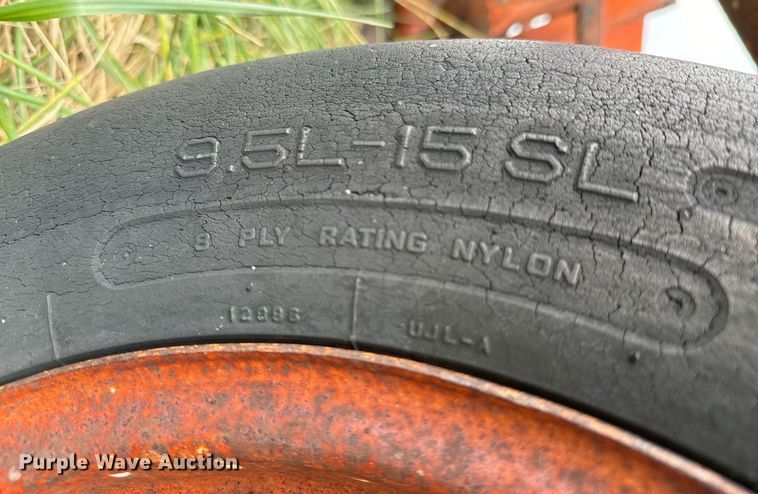 9.5L-15 SL
8 PLY RATING NYLON
12886
UJL-A
Purple Wave Auction